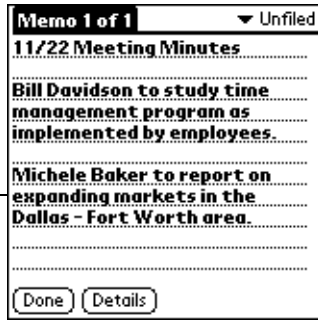 Memo 1 of 1 ▼ Unfiled
11/22 Meeting Minutes
Bill Davidson to study time
management program as
implemented by employees.
Michele Baker to report on
expanding markets in the
Dallas - Fort Worth area.
Done Details